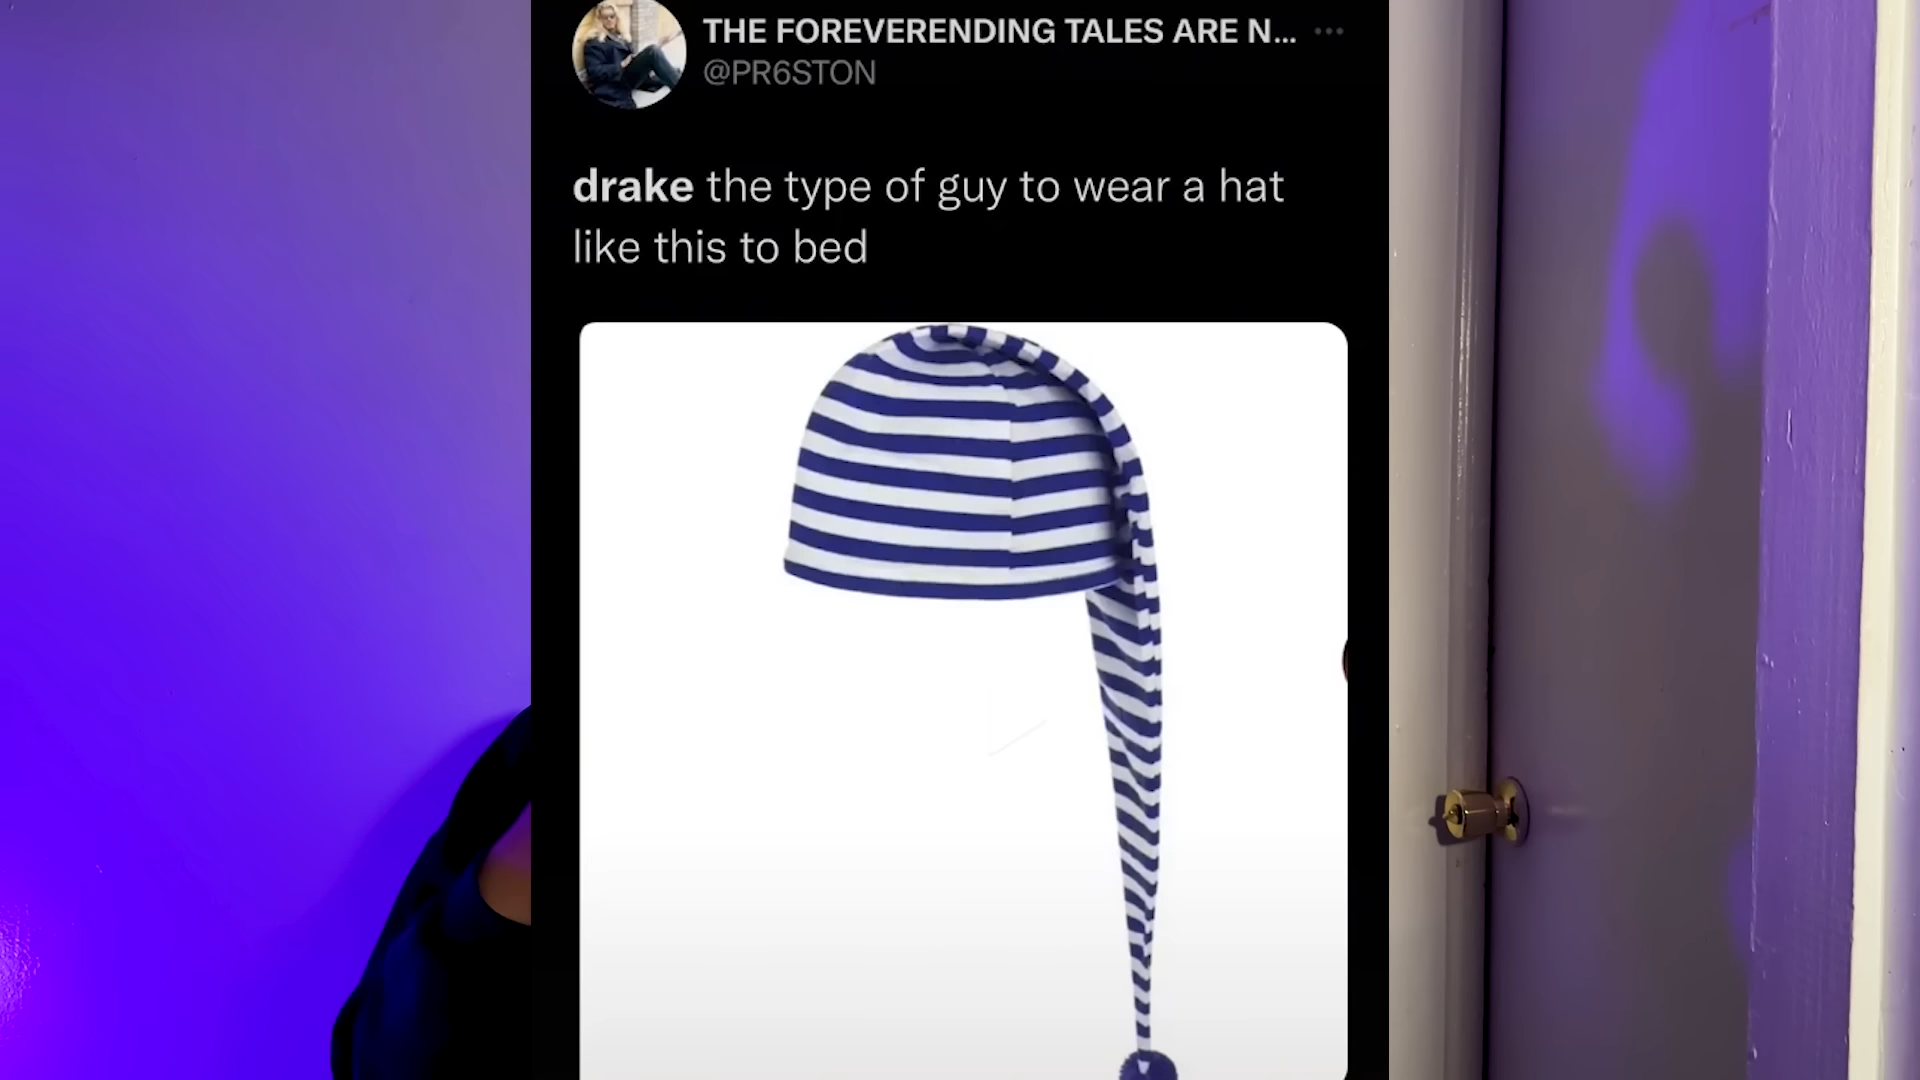 THE FOREVERENDING TALES ARE N...
@PR6STON
drake the type of guy to wear a hat
like this to bed